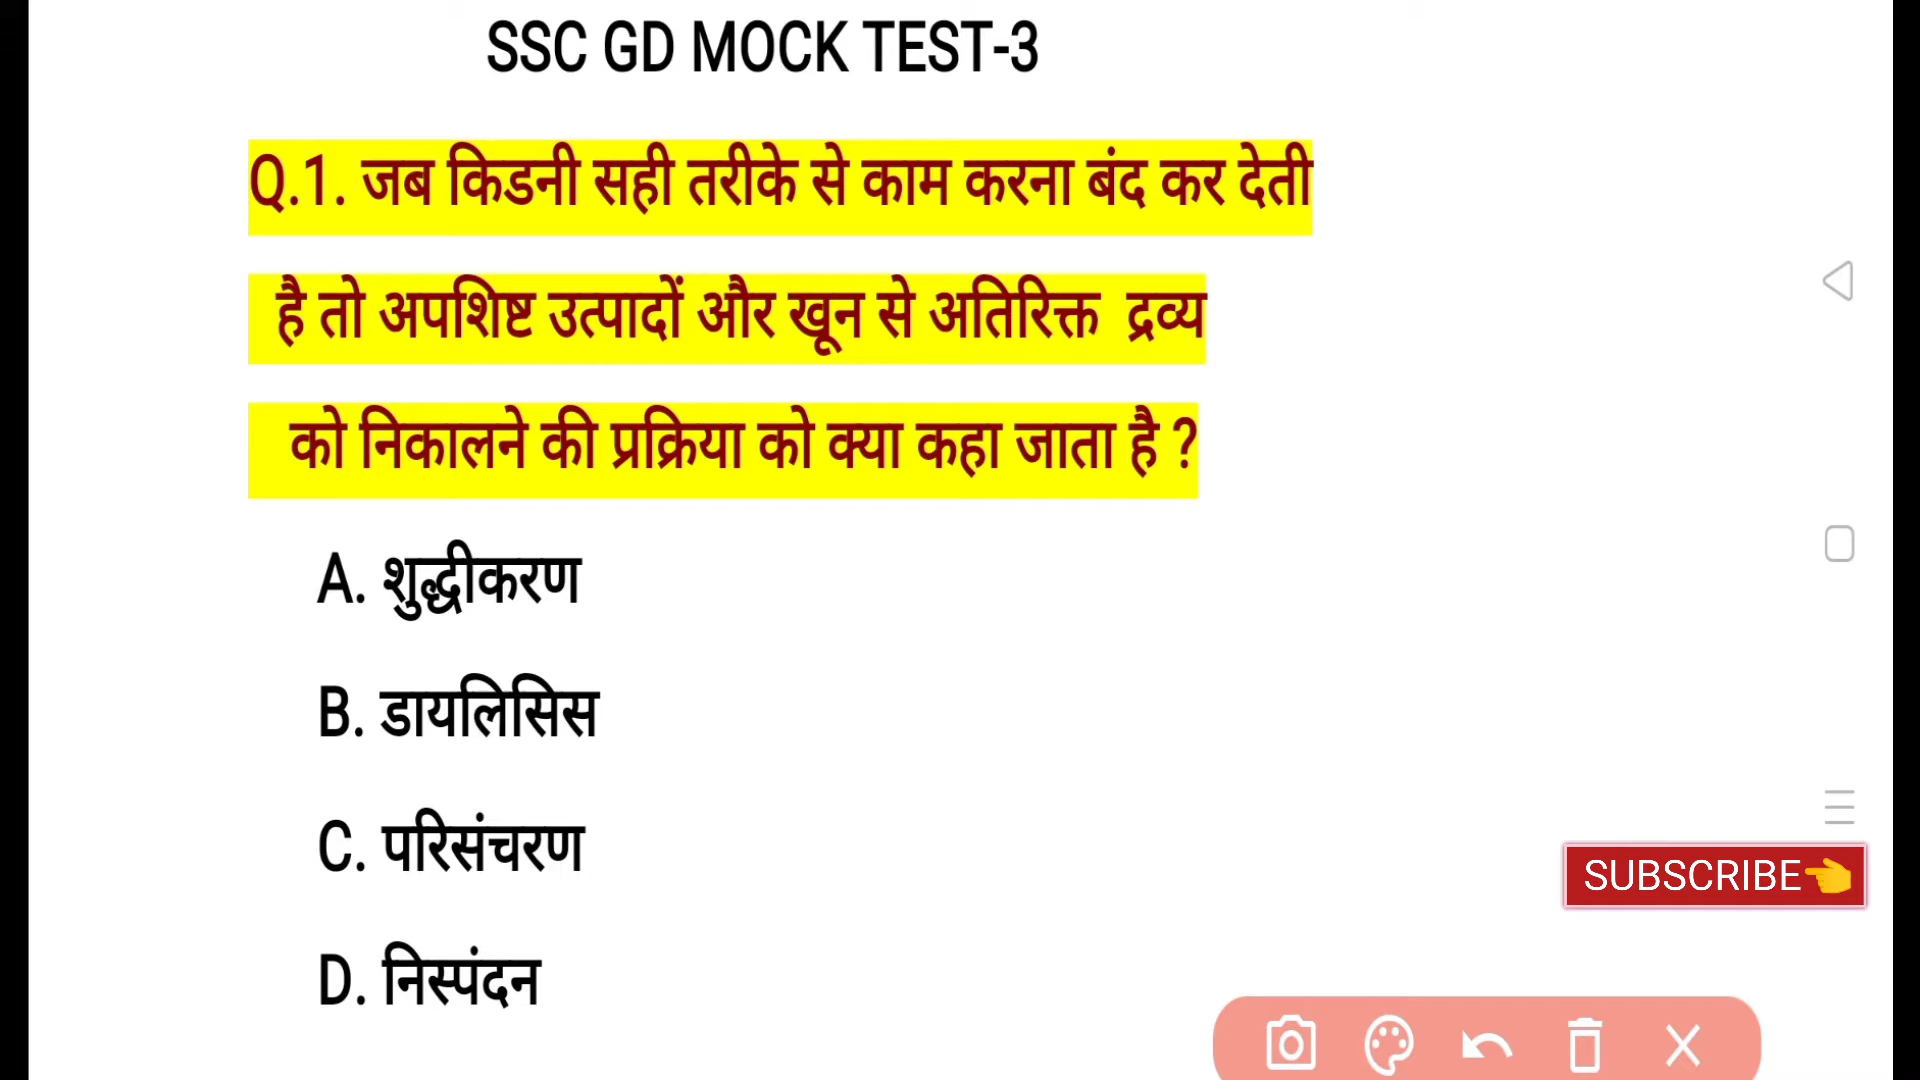 SSC GD MOCK TEST-3
Q.1. जब किडनी सही तरीके से काम करना बंद कर देती
है तो अपशिष्ट उत्पादों और खून से अतिरिक्त द्रव्य
को निकालने की प्रक्रिया को क्या कहा जाता है ?
A. शुद्धीकरण
B. डायलिसिस
C. परिसंचरण
D. निस्पंदन
SUBSCRIBE👈